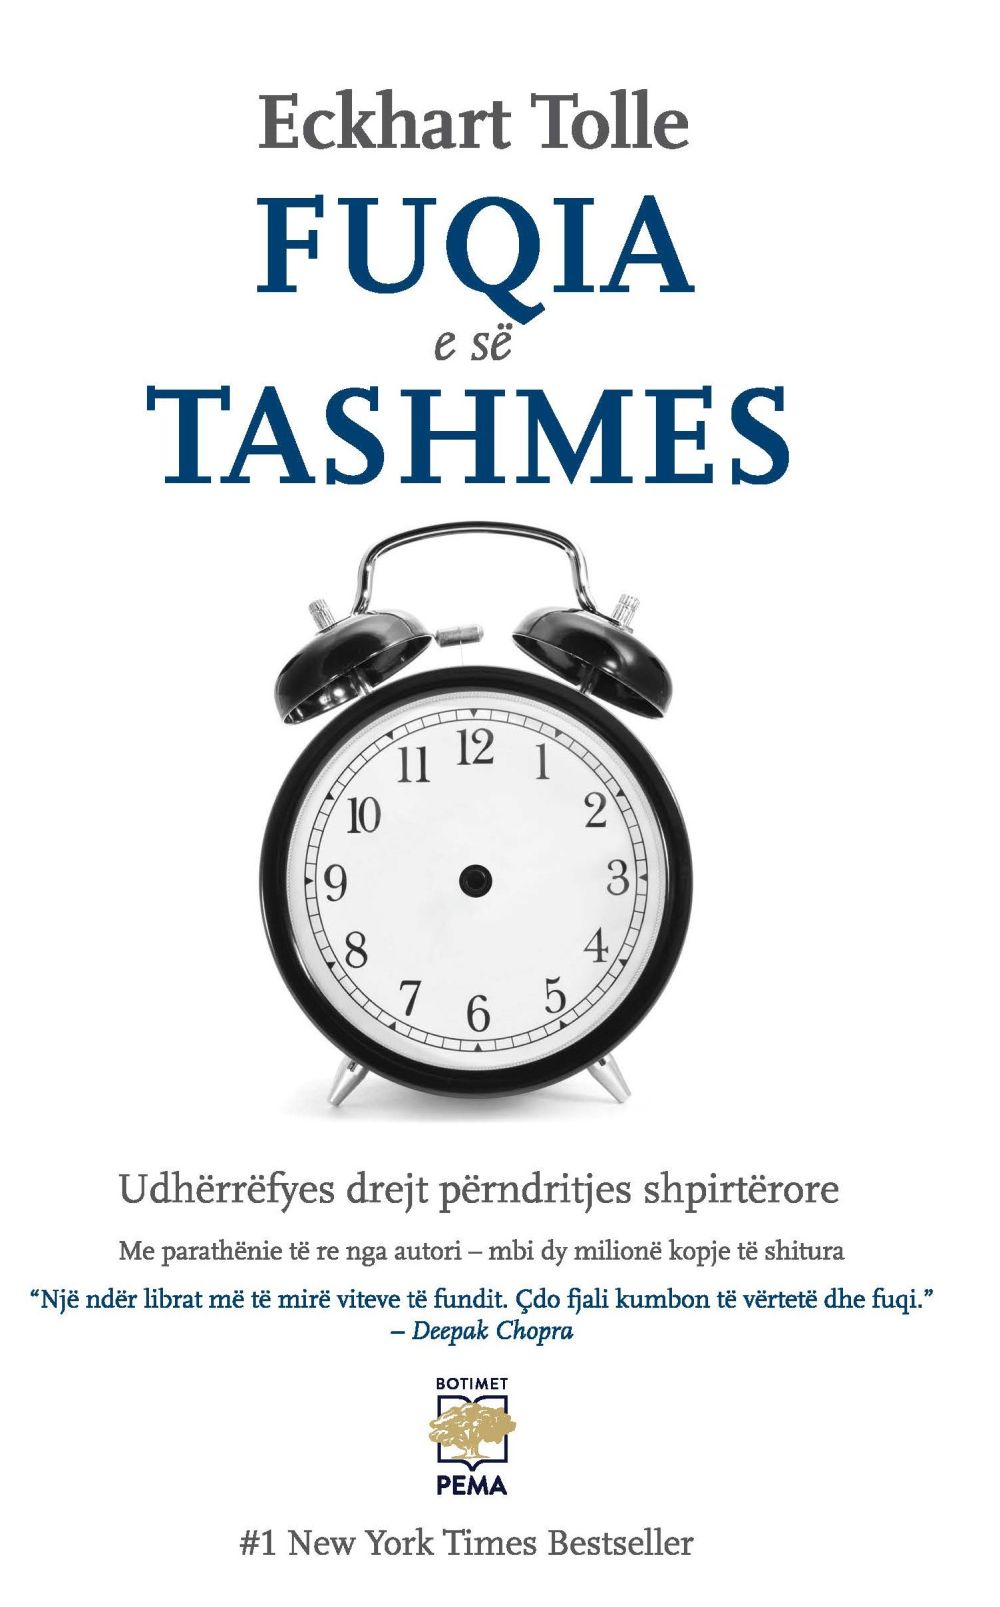 Eckhart Tolle
FUQIA
e së
TASHMES
12
1
2
3
4
5
6
7
8
9
10
11
Udhërrëfyes drejt përndritjes shpirtërore
Me parathënie të re nga autori – mbi dy milionë kopje të shitura
“Një ndër librat më të mirë viteve të fundit. Çdo fjali kumbon të vërtetë dhe fuqi.”
– Deepak Chopra
BOTIMET
PEMA
#1 New York Times Bestseller